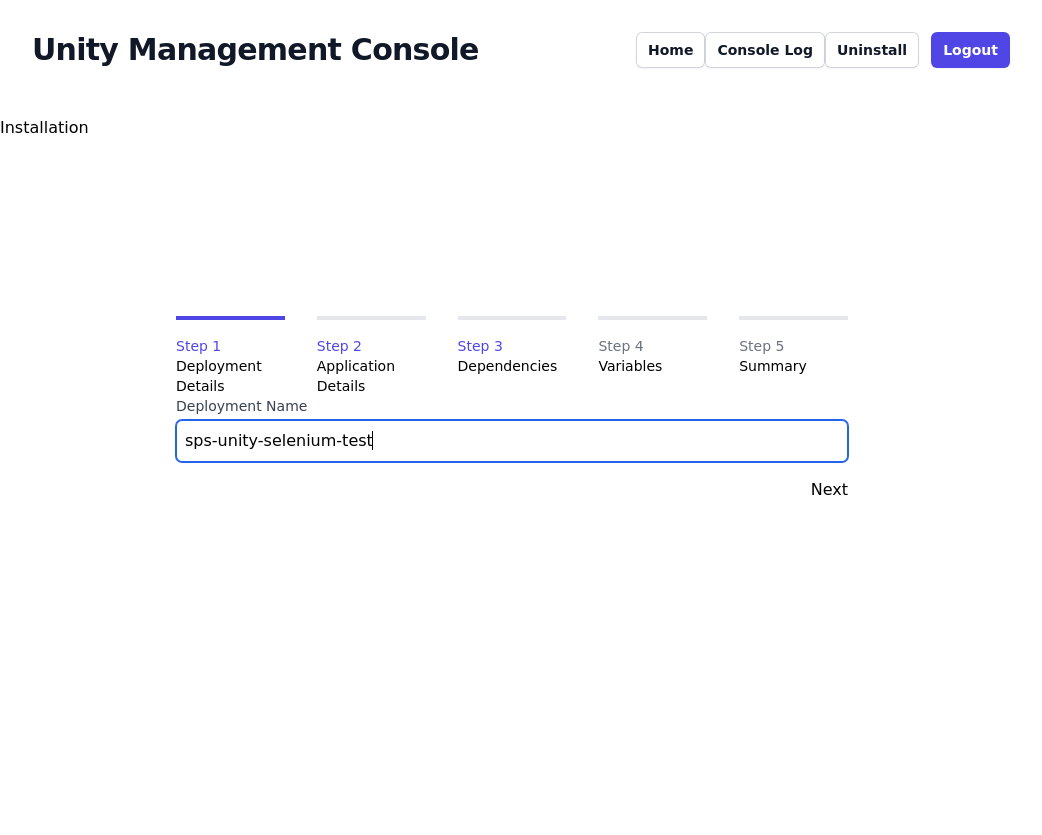 Unity Management Console
Home
Console Log
Uninstall
Logout
Installation
Step 1
Deployment
Details
Step 2
Application
Details
Step 3
Dependencies
Step 4
Variables
Step 5
Summary
Deployment Name
sps-unity-selenium-test
Next